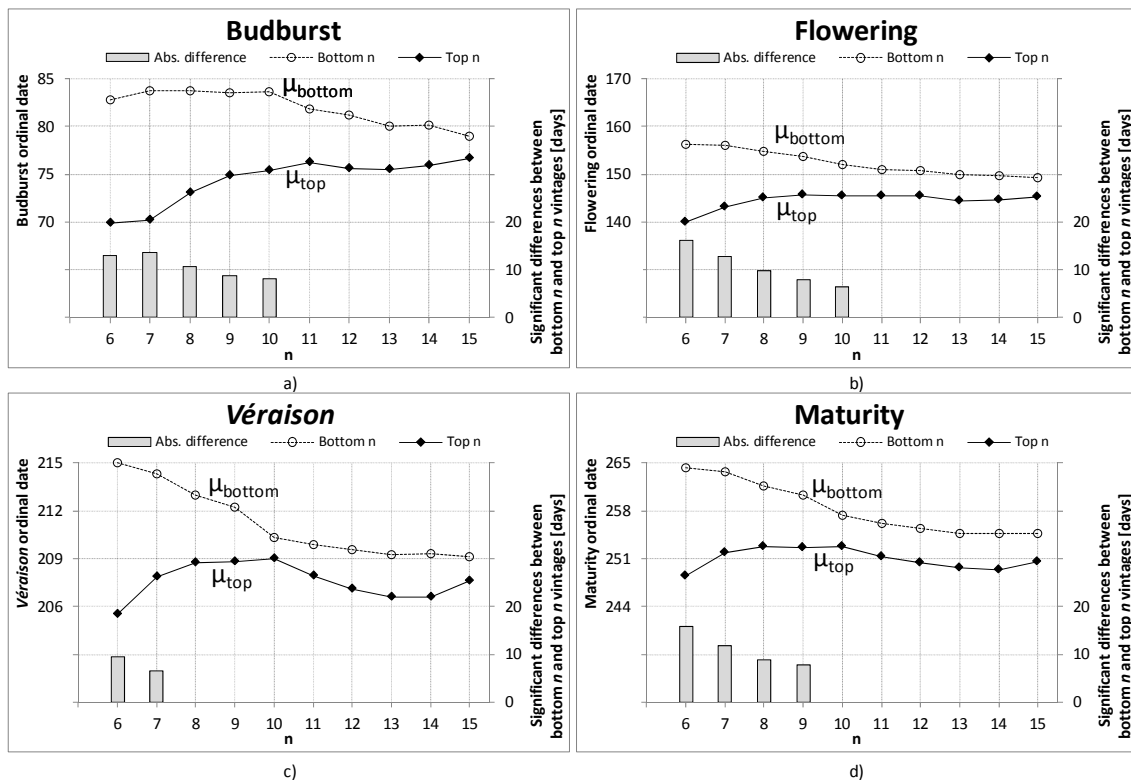 Budburst
Abs. difference Bottom n Top n
Budburst ordinal date
85
80
75
70
μbottom
μtop
20
10
0
Significant differences between
bottom n and top n vintages [days]
6 7 8 9 10 11 12 13 14 15
n
a)
Flowering
Abs. difference Bottom n Top n
Flowering ordinal date
170
160
150
140
μbottom
μtop
20
10
0
Significant differences between
bottom n and top n vintages [days]
6 7 8 9 10 11 12 13 14 15
n
b)
Véraison
Abs. difference Bottom n Top n
Véraison ordinal date
215
212
209
206
μbottom
μtop
20
10
0
Significant differences between
bottom n and top n vintages [days]
6 7 8 9 10 11 12 13 14 15
n
c)
Maturity
Abs. difference Bottom n Top n
Maturity ordinal date
265
258
251
244
μbottom
μtop
20
10
0
Significant differences between
bottom n and top n vintages [days]
6 7 8 9 10 11 12 13 14 15
n
d)